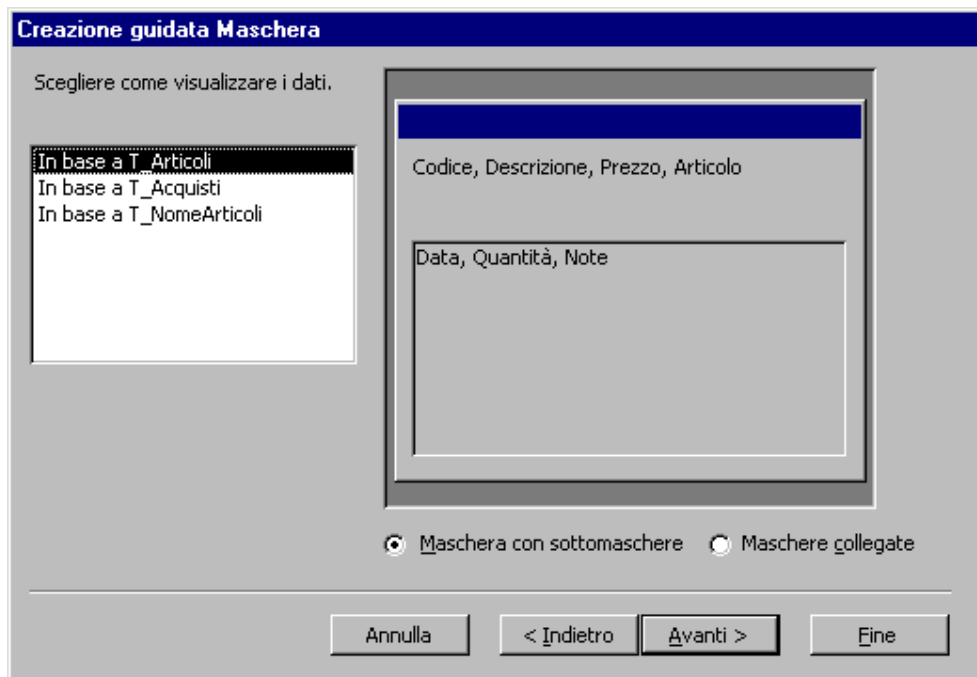 Creazione guidata Maschera
Scegliere come visualizzare i dati.
In base a T_Articoli
In base a T_Acquisti
In base a T_NomeArticoli
Codice, Descrizione, Prezzo, Articolo
Data, Quantità, Note
Maschera con sottomaschere Maschere collegate
Annulla < Indietro Avanti > Fine